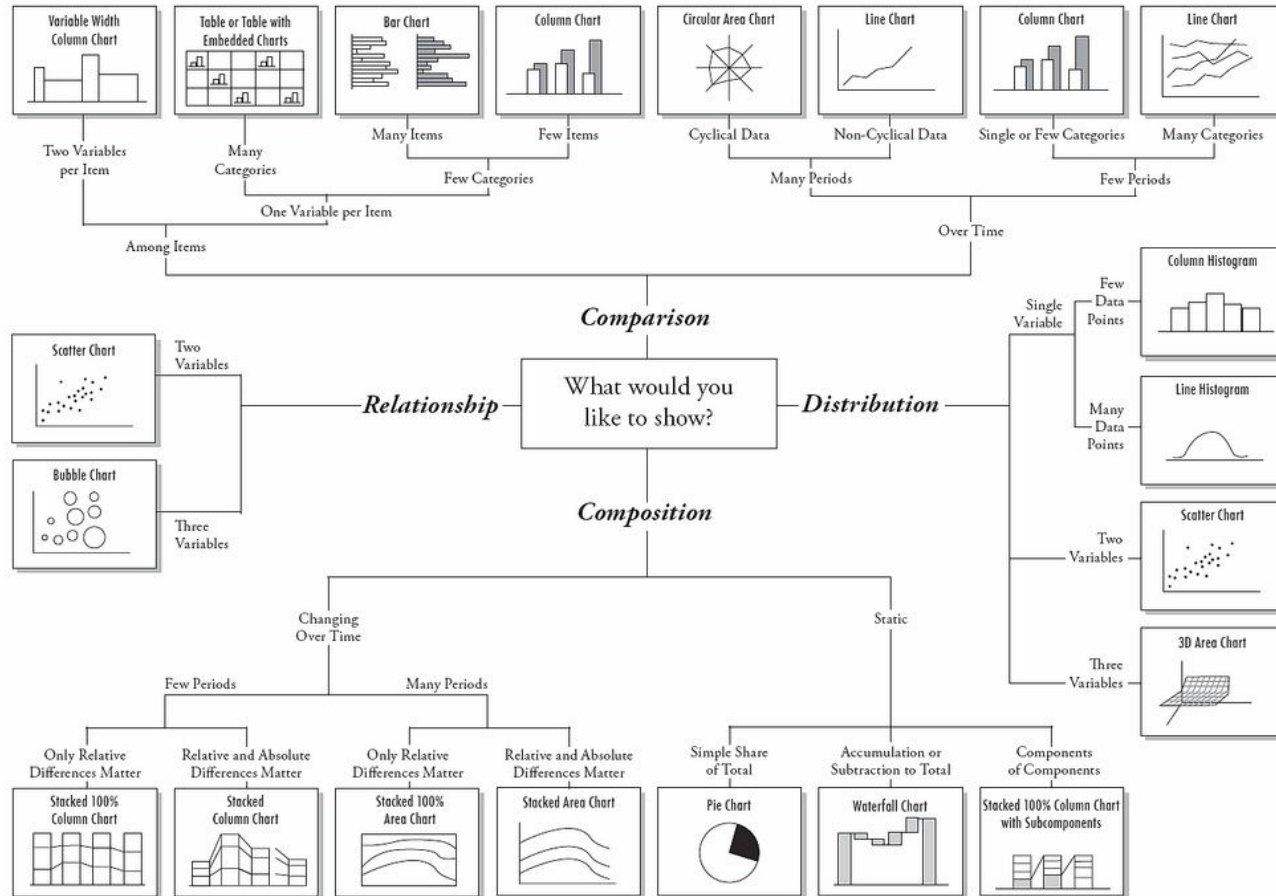 Variable Width
Column Chart
Table or Table with
Embedded Charts
Bar Chart
Column Chart
Circular Area Chart
Line Chart
Column Chart
Line Chart
Two Variables
per Item
Many
Categories
Many Items
Few Items
Cyclical Data
Non-Cyclical Data
Single or Few Categories
Many Categories
Few Categories
Many Periods
Few Periods
One Variable per Item
Among Items
Over Time
Comparison
What would you
like to show?
Relationship
Two
Variables
Scatter Chart
Three
Variables
Bubble Chart
Distribution
Single
Variable
Few
Data
Points
Column Histogram
Many
Data
Points
Line Histogram
Two
Variables
Scatter Chart
Three
Variables
3D Area Chart
Composition
Changing
Over Time
Static
Few Periods
Many Periods
Only Relative
Differences Matter
Relative and Absolute
Differences Matter
Only Relative
Differences Matter
Relative and Absolute
Differences Matter
Simple Share
of Total
Accumulation or
Subtraction to Total
Components
of Components
Stacked 100%
Column Chart
Stacked
Column Chart
Stacked 100%
Area Chart
Stacked Area Chart
Pie Chart
Waterfall Chart
Stacked 100% Column Chart
with Subcomponents